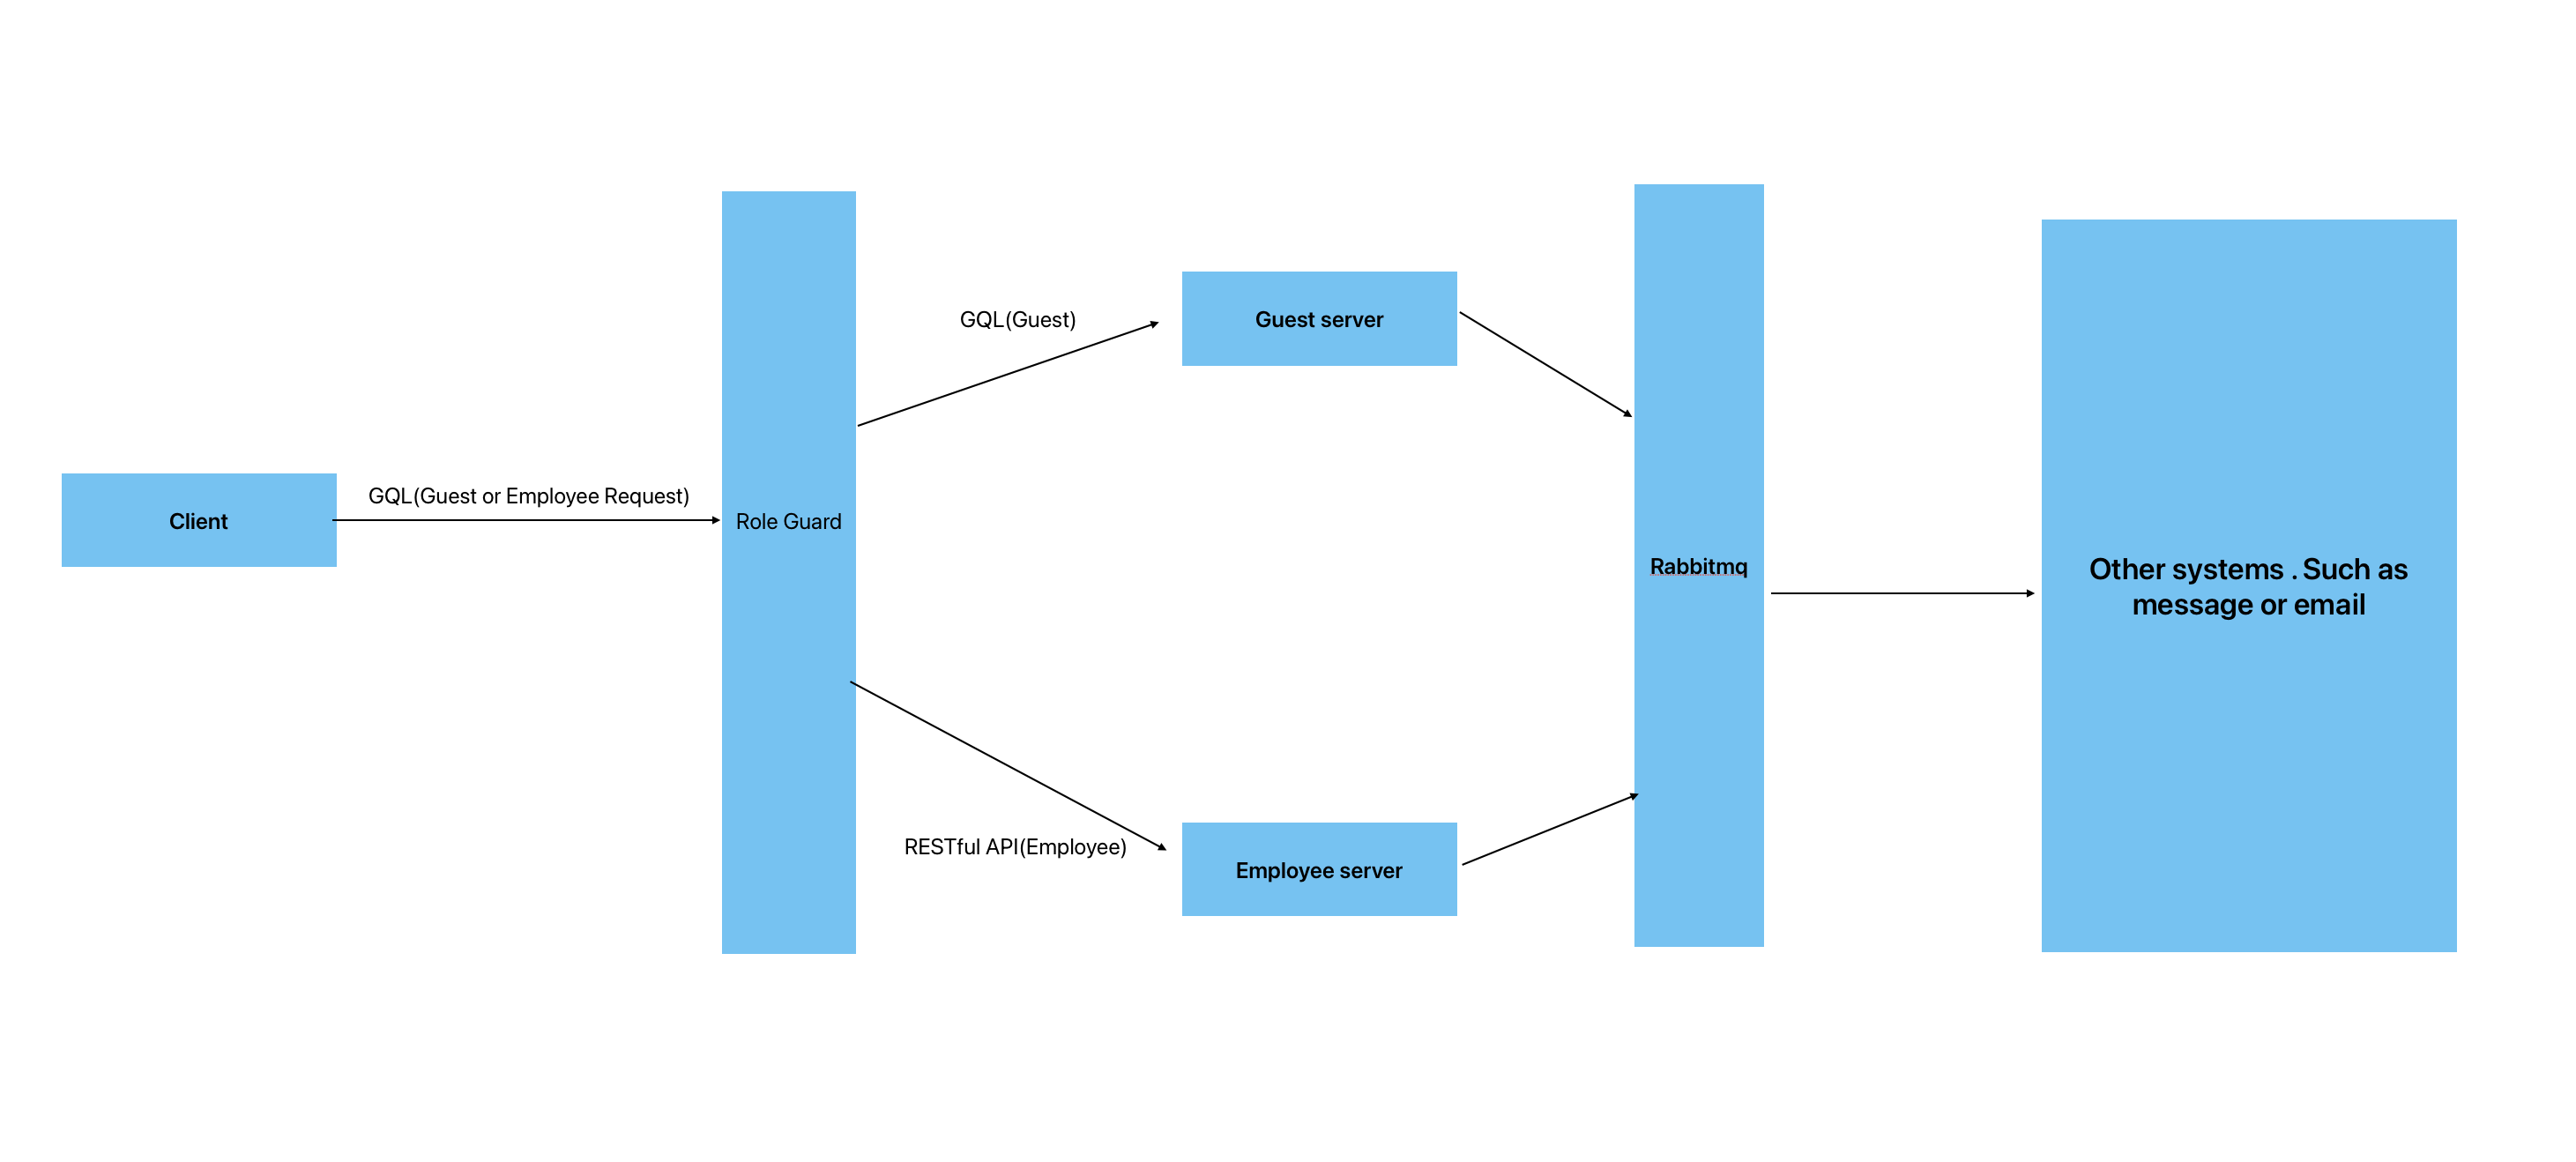 GQL(Guest)
Guest server
GQL(Guest or Employee Request)
Client
Role Guard
Rabbitmq
Other systems . Such as
message or email
RESTful API(Employee)
Employee server